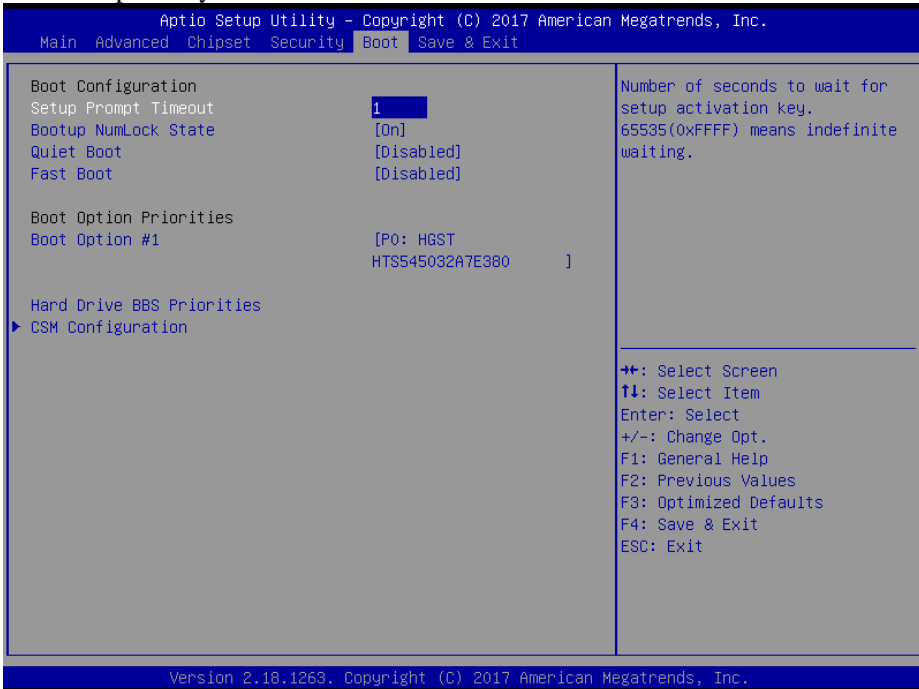 Aptio Setup Utility – Copyright (C) 2017 American Megatrends, Inc.
Main Advanced Chipset Security Boot Save & Exit
Boot Configuration
Setup Prompt Timeout 1
Bootup NumLock State [On]
Quiet Boot [Disabled]
Fast Boot [Disabled]
Boot Option Priorities
Boot Option #1 [P0: HGST
HTS545032A7E380 ]
Hard Drive BBS Priorities
CSM Configuration
Number of seconds to wait for
setup activation key.
65535(0xFFFF) means indefinite
waiting.
→←: Select Screen
↑↓: Select Item
Enter: Select
+/-: Change Opt.
F1: General Help
F2: Previous Values
F3: Optimized Defaults
F4: Save & Exit
ESC: Exit
Version 2.18.1263. Copyright (C) 2017 American Megatrends, Inc.